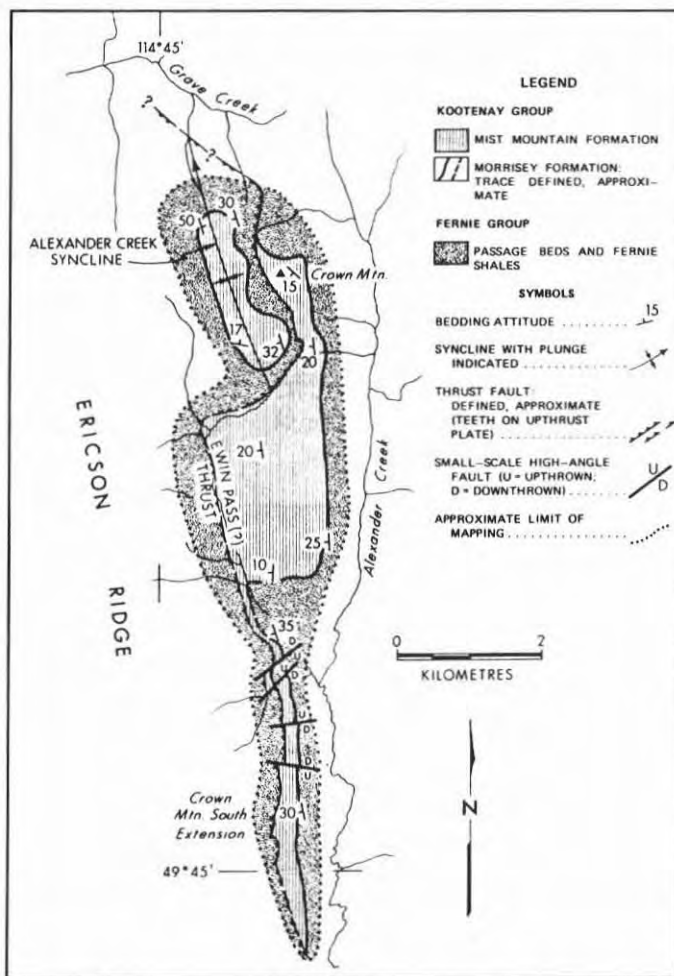 114°45'
Grave Creek
?
?
50
30
ALEXANDER CREEK
SYNCLINE
15
Crown Mtn.
17
32
20
ERICSON
RIDGE
EWIN PASS (?)
THRUST
20
Alexander Creek
25
10
35
D
U
U
D
U
D
D
U
Crown
Mtn. South
Extension
30
49°45'
LEGEND
KOOTENAY GROUP
MIST MOUNTAIN FORMATION
MORRISEY FORMATION:
TRACE DEFINED, APPROXI-
MATE
FERNIE GROUP
PASSAGE BEDS AND FERNIE
SHALES
SYMBOLS
15
BEDDING ATTITUDE . . . . . . . .
SYNCLINE WITH PLUNGE
INDICATED . . . . . . . . . . . . .
THRUST FAULT:
DEFINED, APPROXIMATE
(TEETH ON UPTHRUST
PLATE) . . . . . . . . . . . . . . .
SMALL-SCALE HIGH-ANGLE
FAULT (U = UPTHROWN;
D = DOWNTHROWN) . . . . . . .
U
D
APPROXIMATE LIMIT OF
MAPPING . . . . . . . . . . . .
0
2
KILOMETRES
N